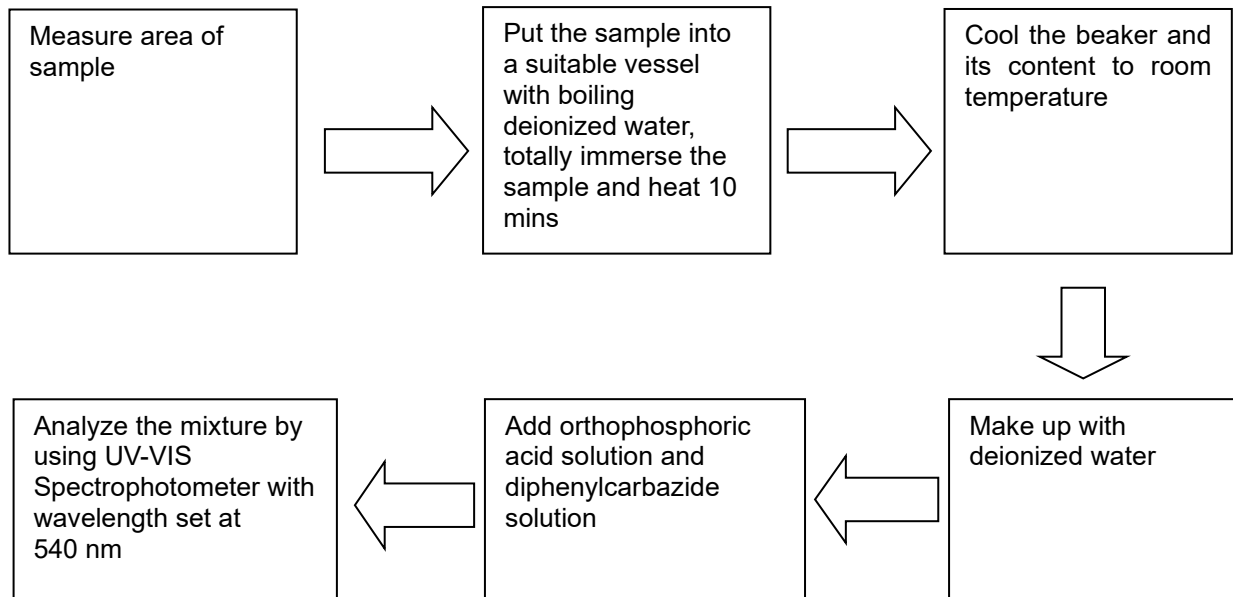 Measure area of
sample
Put the sample into
a suitable vessel
with boiling
deionized water,
totally immerse the
sample and heat 10
mins
Cool the beaker and
its content to room
temperature
Make up with
deionized water
Add orthophosphoric
acid solution and
diphenylcarbazide
solution
Analyze the mixture by
using UV-VIS
Spectrophotometer with
wavelength set at
540 nm